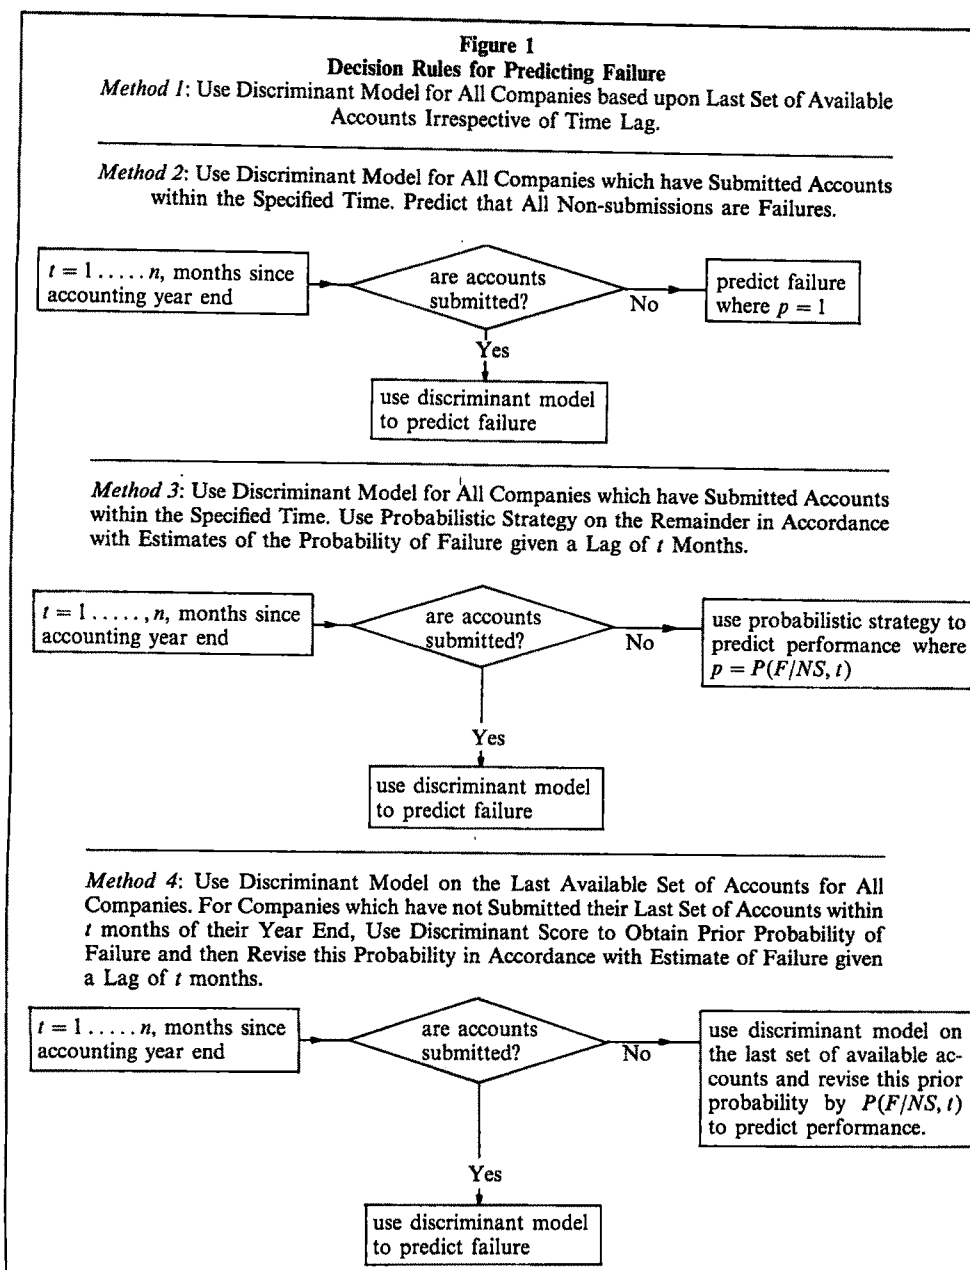 Figure 1
Decision Rules for Predicting Failure
Method 1: Use Discriminant Model for All Companies based upon Last Set of Available
Accounts Irrespective of Time Lag.
Method 2: Use Discriminant Model for All Companies which have Submitted Accounts
within the Specified Time. Predict that All Non-submissions are Failures.
t = 1 ..... n, months since
accounting year end
are accounts
submitted?
No
predict failure
where p = 1
Yes
use discriminant model
to predict failure
Method 3: Use Discriminant Model for All Companies which have Submitted Accounts
within the Specified Time. Use Probabilistic Strategy on the Remainder in Accordance
with Estimates of the Probability of Failure given a Lag of t Months.
t = 1 ....., n, months since
accounting year end
are accounts
submitted?
No
use probabilistic strategy to
predict performance where
p = P(F/NS, t)
Yes
use discriminant model
to predict failure
Method 4: Use Discriminant Model on the Last Available Set of Accounts for All
Companies. For Companies which have not Submitted their Last Set of Accounts within
t months of their Year End, Use Discriminant Score to Obtain Prior Probability of
Failure and then Revise this Probability in Accordance with Estimate of Failure given
a Lag of t months.
t = 1 ..... n, months since
accounting year end
are accounts
submitted?
No
use discriminant model on
the last set of available ac-
counts and revise this prior
probability by P(F/NS, t)
to predict performance.
Yes
use discriminant model
to predict failure